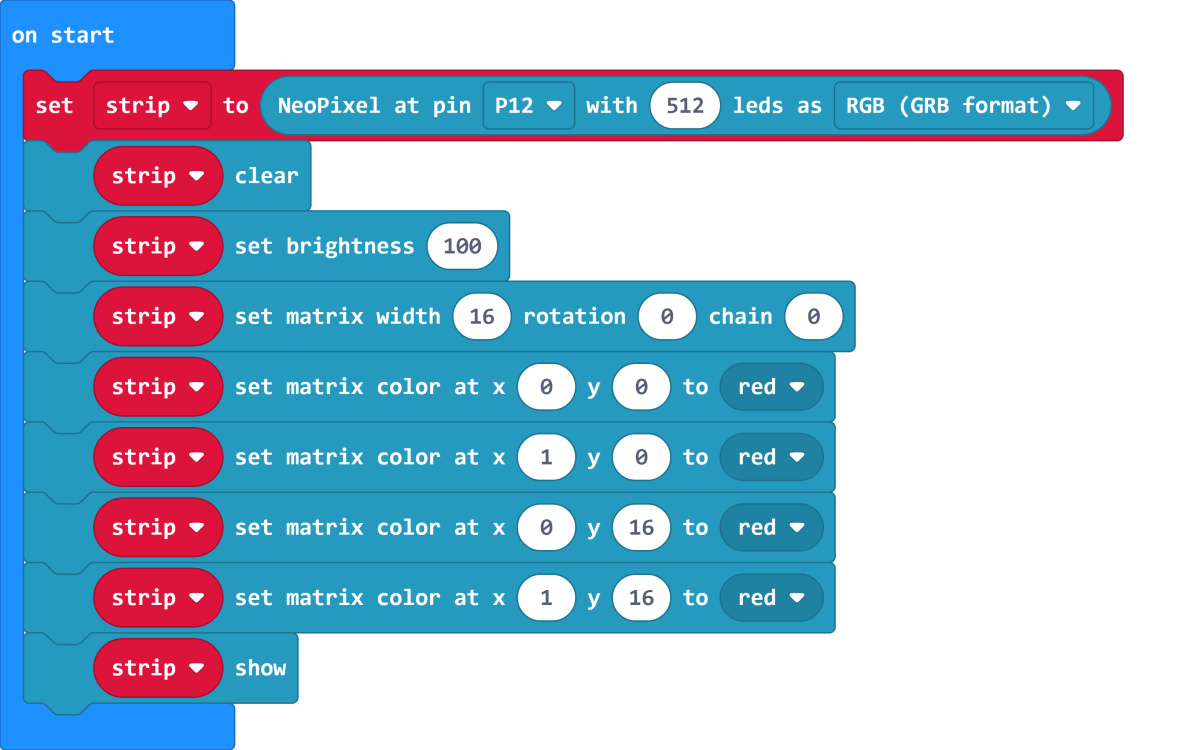 on start
set strip to NeoPixel at pin P12 with 512 leds as RGB (GRB format)
strip clear
strip set brightness 100
strip set matrix width 16 rotation 0 chain 0
strip set matrix color at x 0 y 0 to red
strip set matrix color at x 1 y 0 to red
strip set matrix color at x 0 y 16 to red
strip set matrix color at x 1 y 16 to red
strip show